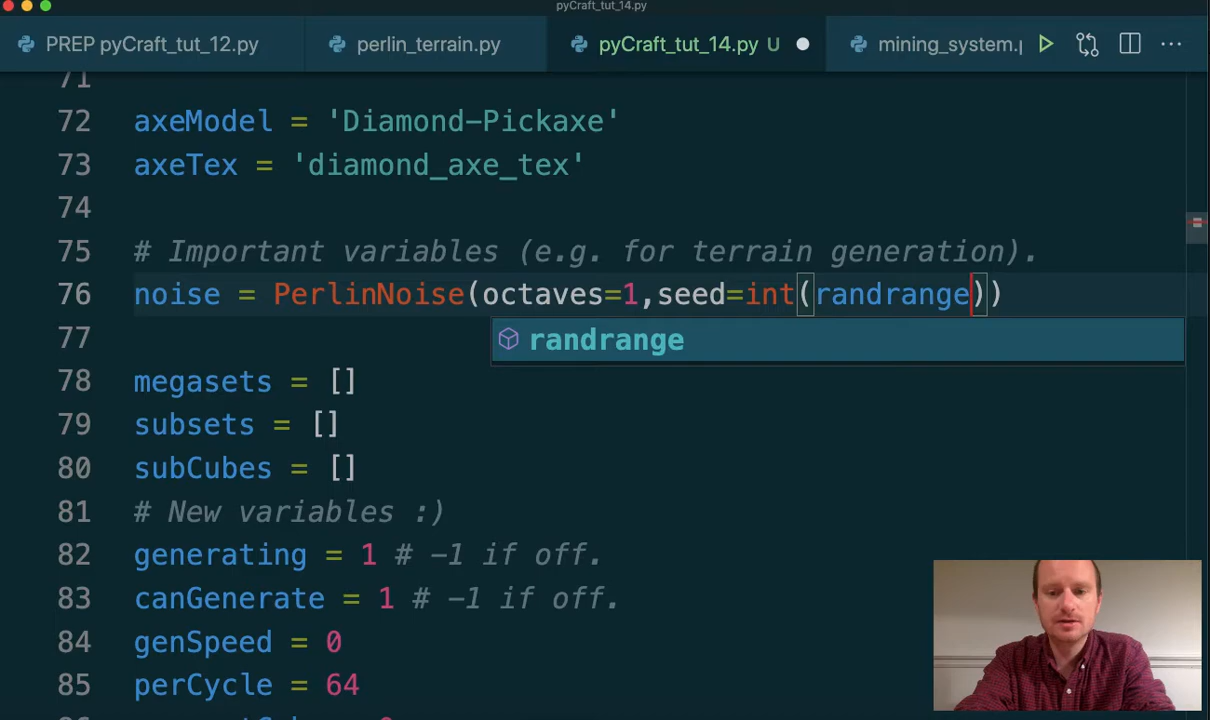 pyCraft_tut_14.py
PREP pyCraft_tut_12.py perlin_terrain.py pyCraft_tut_14.py U mining_system.p
71
72 axeModel = 'Diamond-Pickaxe'
73 axeTex = 'diamond_axe_tex'
74
75 # Important variables (e.g. for terrain generation).
76 noise = PerlinNoise(octaves=1,seed=int(randrange))
randrange
77
78 megasets = []
79 subsets = []
80 subCubes = []
81 # New variables :)
82 generating = 1 # -1 if off.
83 canGenerate = 1 # -1 if off.
84 genSpeed = 0
85 perCycle = 64